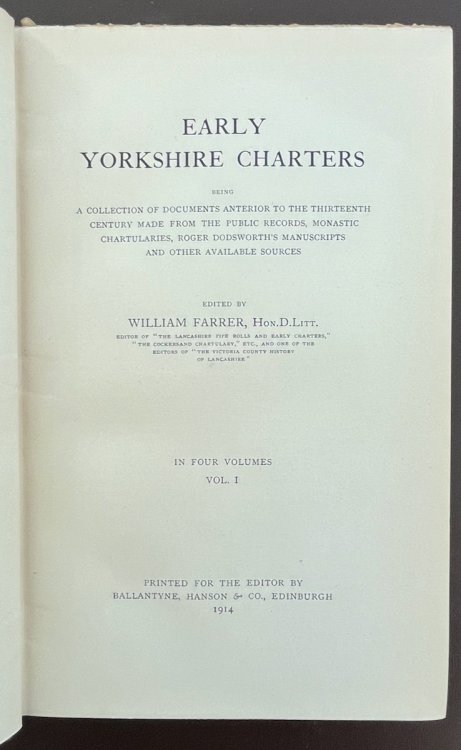 EARLY
YORKSHIRE CHARTERS
BEING
A COLLECTION OF DOCUMENTS ANTERIOR TO THE THIRTEENTH
CENTURY MADE FROM THE PUBLIC RECORDS, MONASTIC
CHARTULARIES, ROGER DODSWORTH'S MANUSCRIPTS
AND OTHER AVAILABLE SOURCES
EDITED BY
WILLIAM FARRER, HON.D.LITT.
EDITOR OF "THE LANCASHIRE PIPE ROLLS AND EARLY CHARTERS,"
"THE COCKERSAND CHARTULARY," ETC., AND ONE OF THE
EDITORS OF "THE VICTORIA COUNTY HISTORY
OF LANCASHIRE"
IN FOUR VOLUMES
VOL. I
PRINTED FOR THE EDITOR BY
BALLANTYNE, HANSON & CO., EDINBURGH
1914